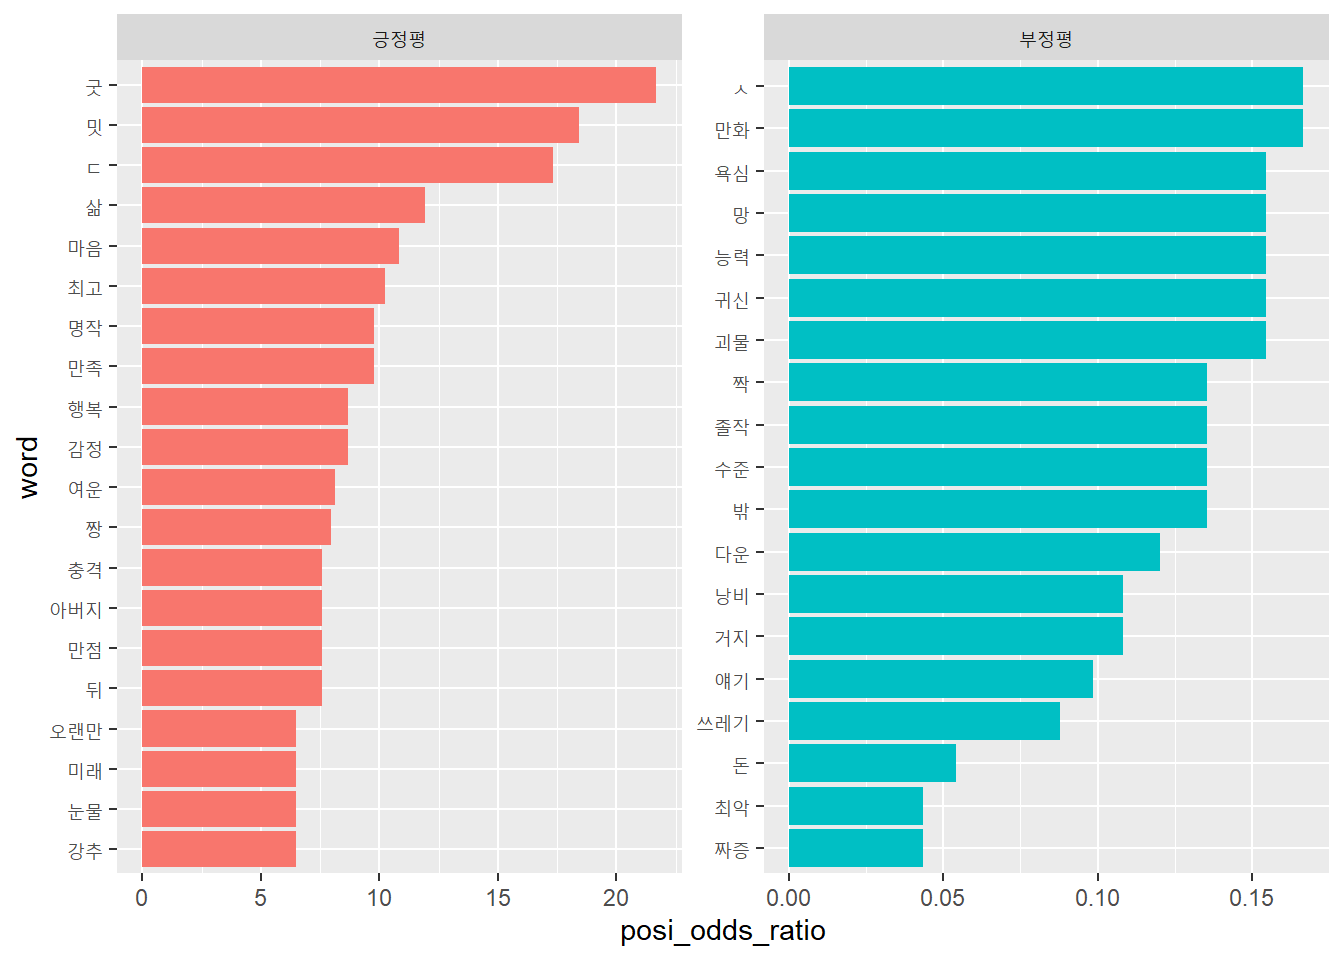 긍정평
부정평
word
굿
밋
ㄷ
삶
마음
최고
명작
만족
행복
감정
여운
짱
충격
아버지
만점
뒤
오랜만
미래
눈물
강추
ㅅ
만화
욕심
망
능력
귀신
괴물
짝
졸작
수준
밖
다운
낭비
거지
얘기
쓰레기
돈
최악
짜증
0 5 10 15 20
0.00 0.05 0.10 0.15
posi_odds_ratio